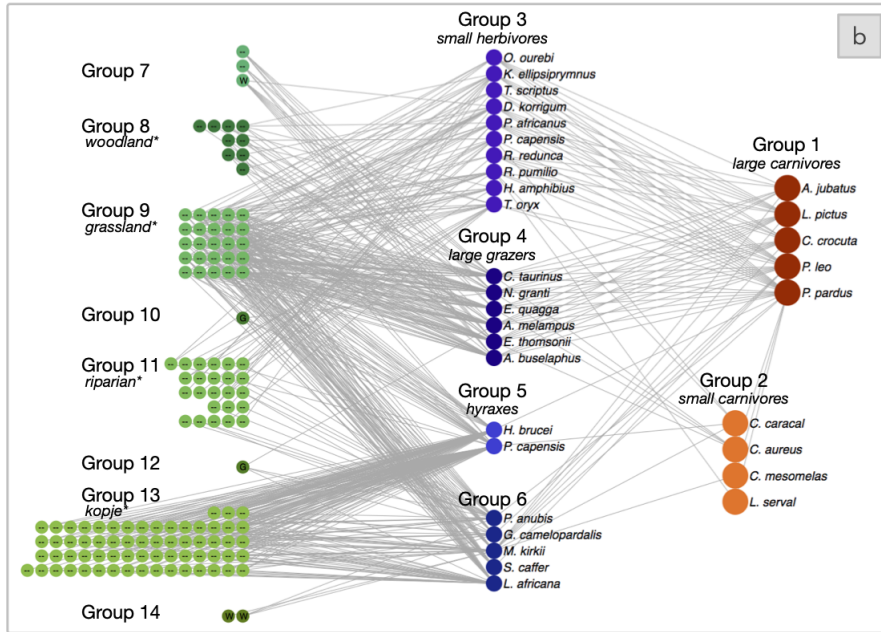 b
Group 3
small herbivores
O. ourebi
K. ellipsiprymnus
T. scriptus
D. korrigum
P. africanus
P. capensis
R. redunca
R. pumilio
H. amphibius
T. oryx
Group 4
large grazers
C. taurinus
N. granti
E. quagga
A. melampus
E. thomsonii
A. buselaphus
Group 5
hyraxes
H. brucei
P. capensis
Group 6
P. anubis
G. camelopardalis
M. kirkii
S. caffer
L. africana
Group 1
large carnivores
A. jubatus
L. pictus
C. crocuta
P. leo
P. pardus
Group 2
small carnivores
C. caracal
C. aureus
C. mesomelas
L. serval
Group 7
W
Group 8
woodland*
Group 9
grassland*
Group 10
G
Group 11
riparian*
Group 12
G
Group 13
kopje*
Group 14
W W